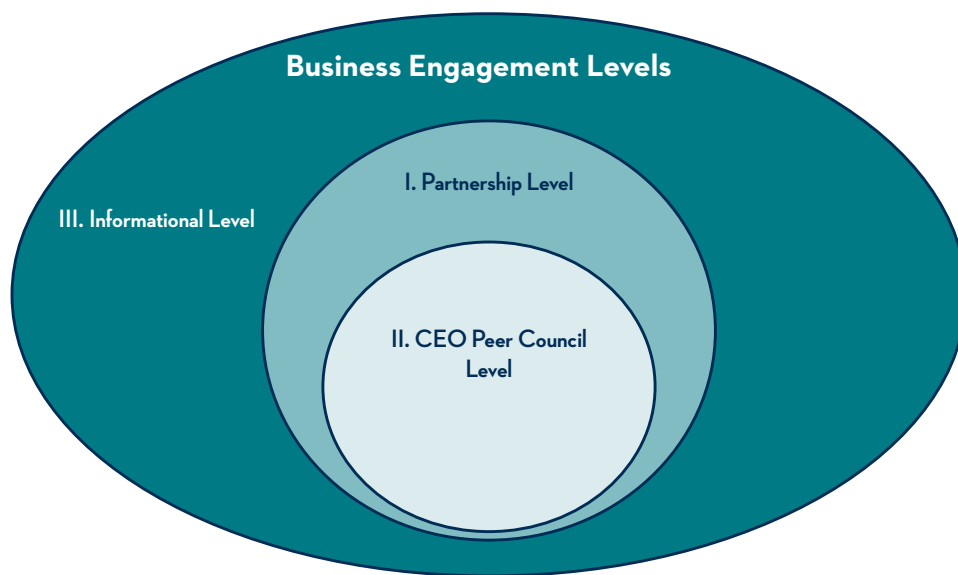 Business Engagement Levels
I. Partnership Level
III. Informational Level
II. CEO Peer Council
Level